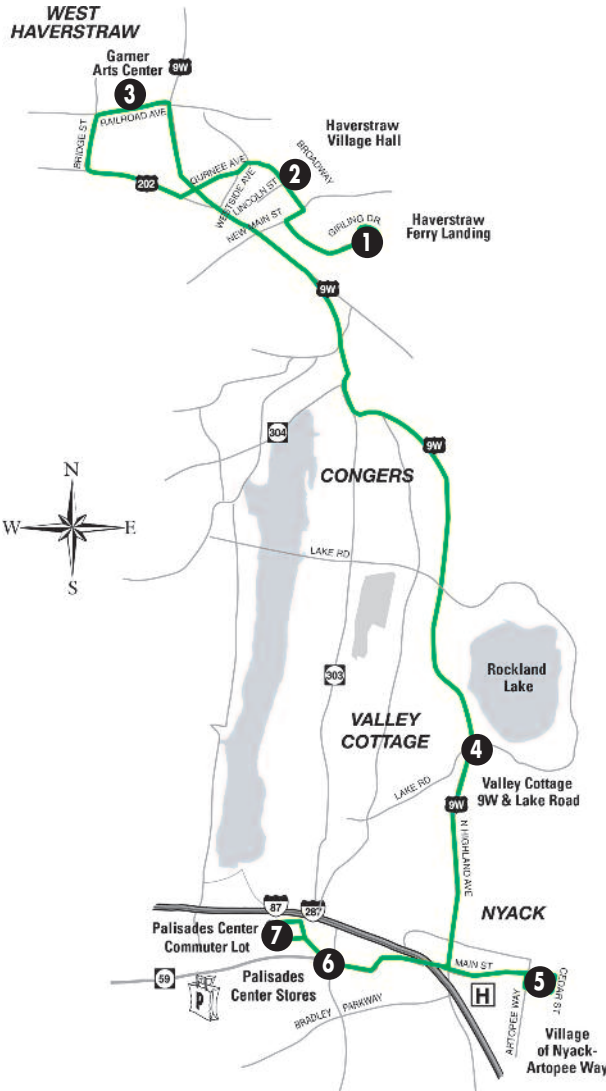 WEST
HAVERSTRAW
Garner
Arts Center
9W
3
RAILROAD AVE
BRIDGE ST
202
GURNEE AVE
WESTSIDE AVE
LINCOLN ST
NEW MAIN ST
2
BROADWAY
Haverstraw
Village Hall
GIRLING DR
1
Haverstraw
Ferry Landing
9W
304
9W
CONGERS
N
W
E
S
LAKE RD
303
Rockland
Lake
VALLEY
COTTAGE
4
LAKE RD
Valley Cottage
9W & Lake Road
9W
N HIGHLAND AVE
NYACK
87
287
Palisades Center
Commuter Lot
7
6
MAIN ST
5
CEDAR ST
59
P
Palisades
Center Stores
H
BRADLEY PARKWAY
ARTOPEE WAY
Village
of Nyack-
Artopee Way